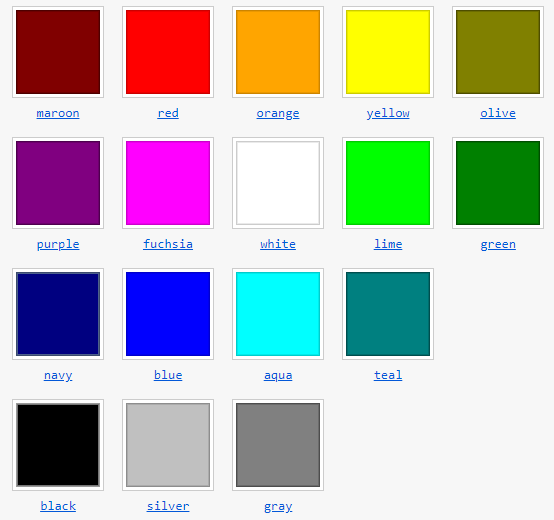 maroon red orange yellow olive
purple fuchsia white lime green
navy blue aqua teal
black silver gray